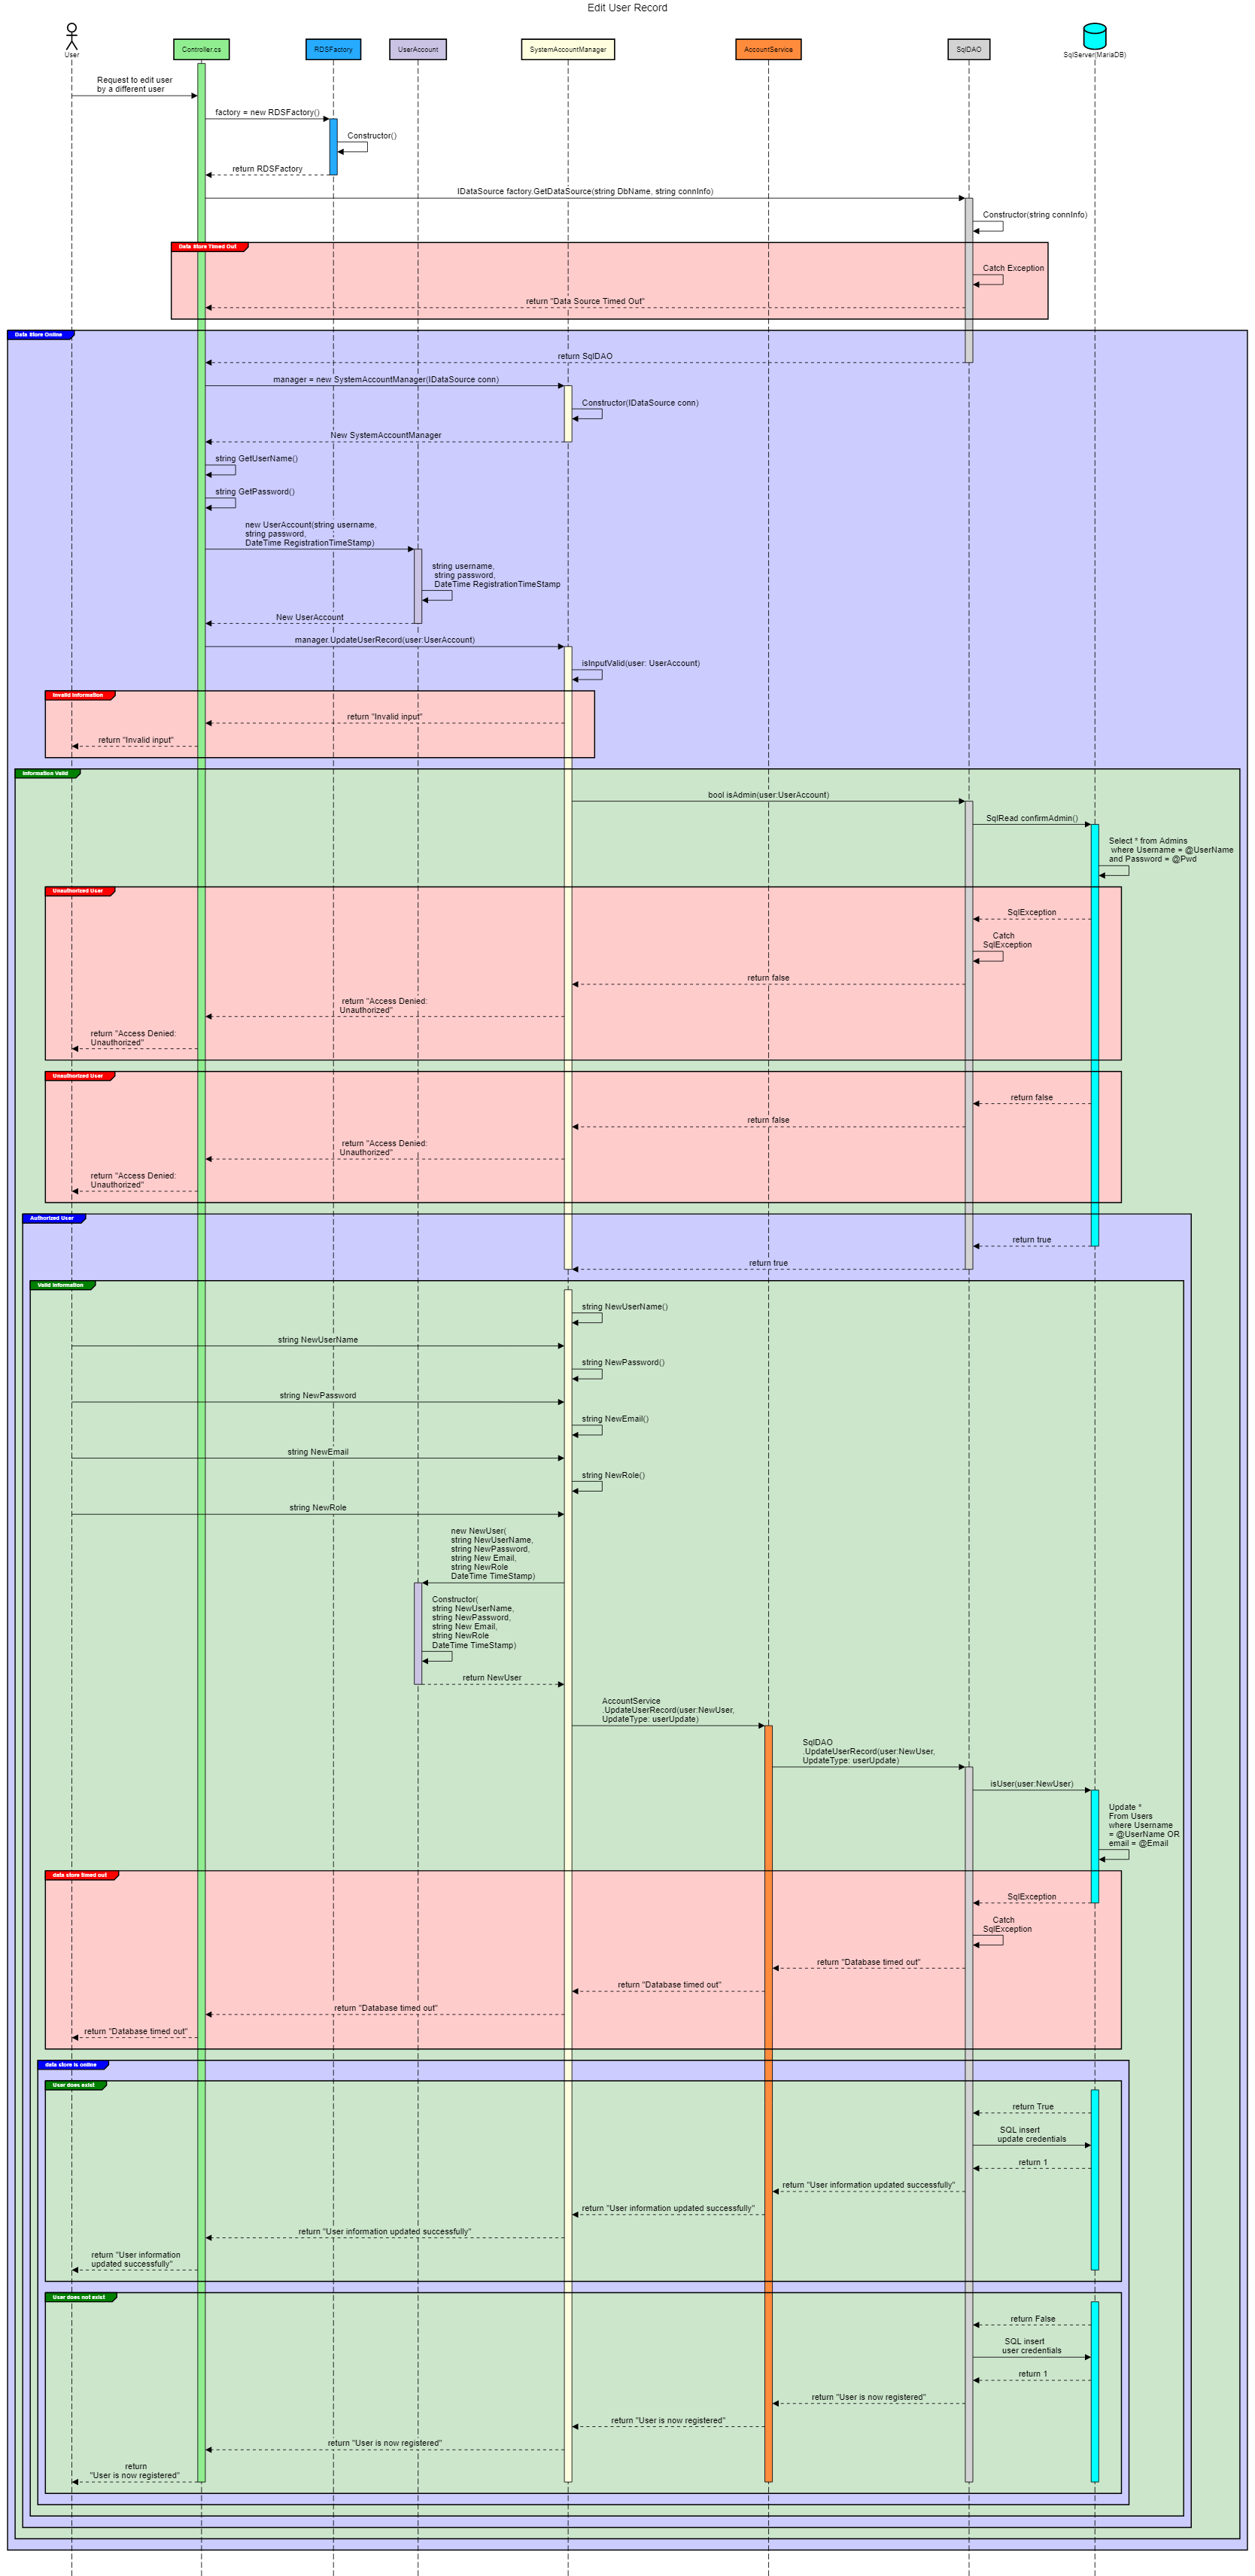 Edit User Record
User
Controller.cs
RDSFactory
UserAccount
SystemAccountManager
AccountService
SqlDAO
SqlServer(MariaDB)
Request to edit user
by a different user
factory = new RDSFactory()
Constructor()
return RDSFactory
IDataSource factory.GetDataSource(string DbName, string connInfo)
Constructor(string connInfo)
Data Store Timed Out
Catch Exception
return "Data Source Timed Out"
Data Store Online
return SqlDAO
manager = new SystemAccountManager(IDataSource conn)
Constructor(IDataSource conn)
New SystemAccountManager
string GetUserName()
string GetPassword()
new UserAccount(string username,
string password,
DateTime RegistrationTimeStamp)
string username,
string password,
DateTime RegistrationTimeStamp
New UserAccount
manager.UpdateUserRecord(user:UserAccount)
isInputValid(user: UserAccount)
Invalid Information
return "Invalid input"
return "Invalid input"
Information Valid
bool isAdmin(user:UserAccount)
SqlRead confirmAdmin()
Select * from Admins
where Username = @UserName
and Password = @Pwd
Unauthorized User
SqlException
Catch
SqlException
return false
return "Access Denied:
Unauthorized"
return "Access Denied:
Unauthorized"
Unauthorized User
return false
return false
return "Access Denied:
Unauthorized"
return "Access Denied:
Unauthorized"
Authorized User
return true
return true
Valid Information
string NewUserName()
string NewUserName
string NewPassword()
string NewPassword
string NewEmail()
string NewEmail
string NewRole()
string NewRole
new NewUser(
string NewUserName,
string NewPassword,
string New Email,
string NewRole
DateTime TimeStamp)
Constructor(
string NewUserName,
string NewPassword,
string New Email,
string NewRole
DateTime TimeStamp)
return NewUser
AccountService
.UpdateUserRecord(user:NewUser,
UpdateType: userUpdate)
SqlDAO
.UpdateUserRecord(user:NewUser,
UpdateType: userUpdate)
isUser(user:NewUser)
Update *
From Users
where Username
= @UserName OR
email = @Email
data store timed out
SqlException
Catch
SqlException
return "Database timed out"
return "Database timed out"
return "Database timed out"
return "Database timed out"
data store is online
User does exist
return True
SQL insert
update credentials
return 1
return "User information updated successfully"
return "User information updated successfully"
return "User information updated successfully"
return "User information
updated successfully"
User does not exist
return False
SQL insert
user credentials
return 1
return "User is now registered"
return "User is now registered"
return "User is now registered"
return
"User is now registered"